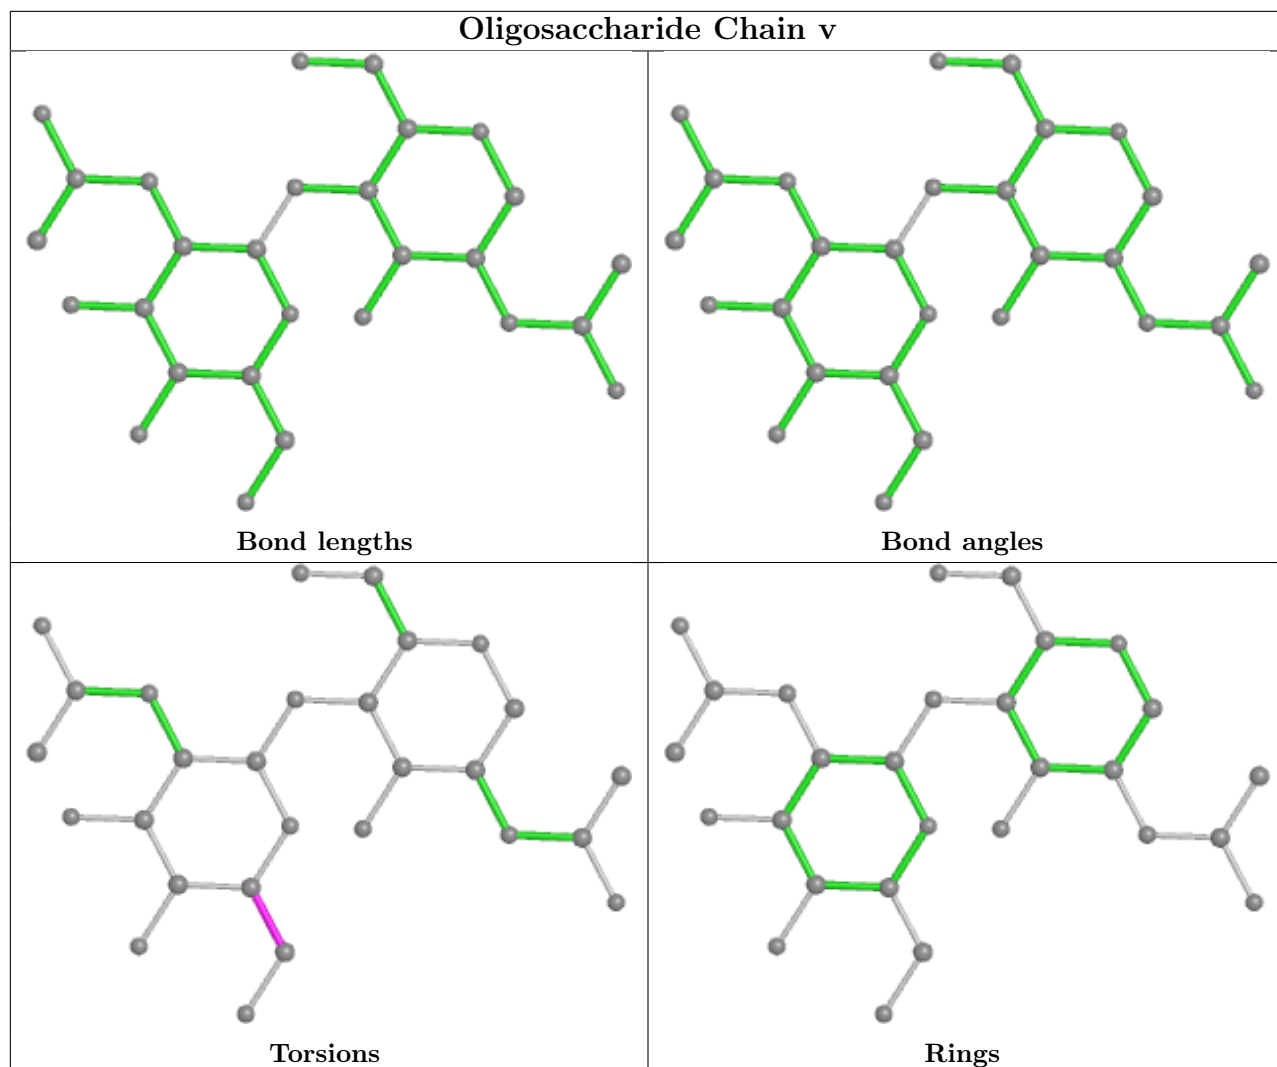 Oligosaccharide Chain v
Bond lengths
Bond angles
Torsions
Rings